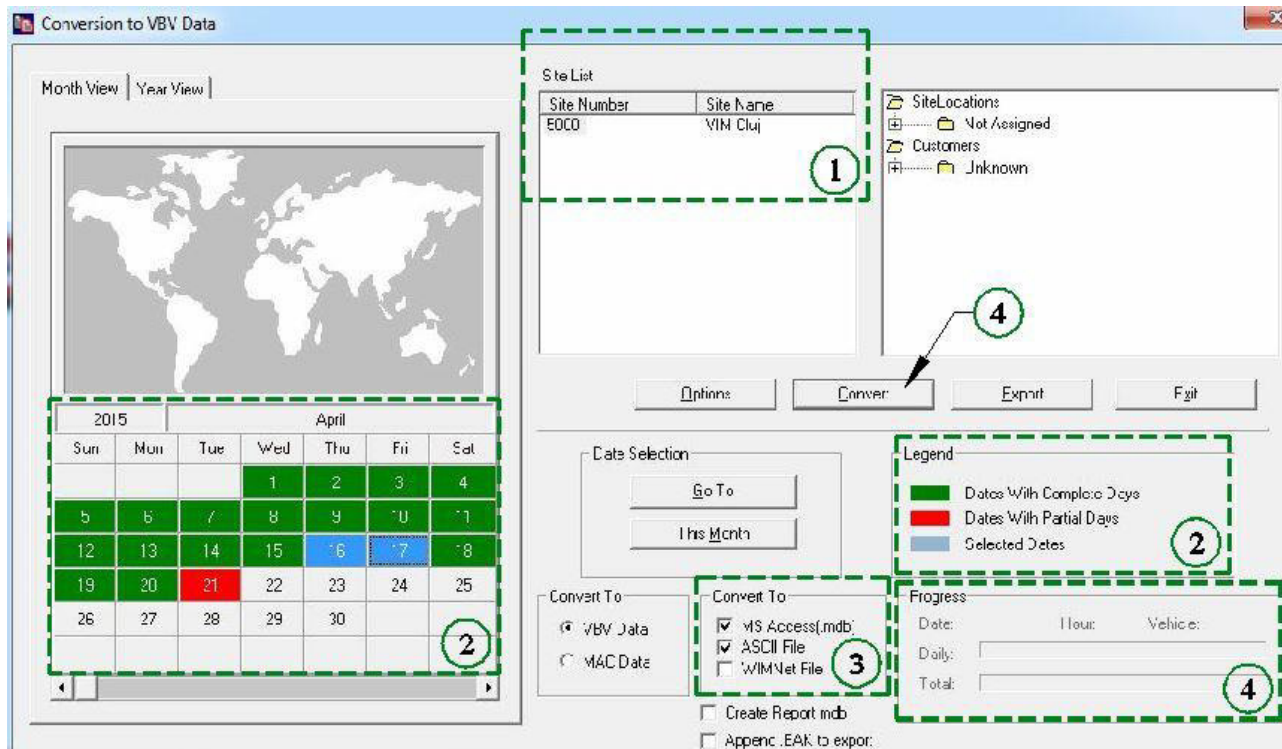 Conversion to VBV Data
Month View Year View
Site List
Site Number Site Name
5000 VIM Cluj
1
SiteLocations
Not Assigned
Customers
Unknown
4
Options Conver Export Exit
2015 April
Sun Mon Tue Wed Thu Fri Sat
1 2 3 4
5 6 7 8 9 10 11
12 13 14 15 16 17 18
19 20 21 22 23 24 25
26 27 28 29 30
2
Date Selection
Go To
This Month
Legend
Dates With Complete Days
Dates With Partial Days
Selected Dates
2
Convert To
VBV Data
MAC Data
Convert To
MS Access(.mdb)
ASCII File
WIMNet File
3
Progress
Date: Hour: Vehicle:
Daily:
Total:
4
Create Report mdb
Append .EAK to export